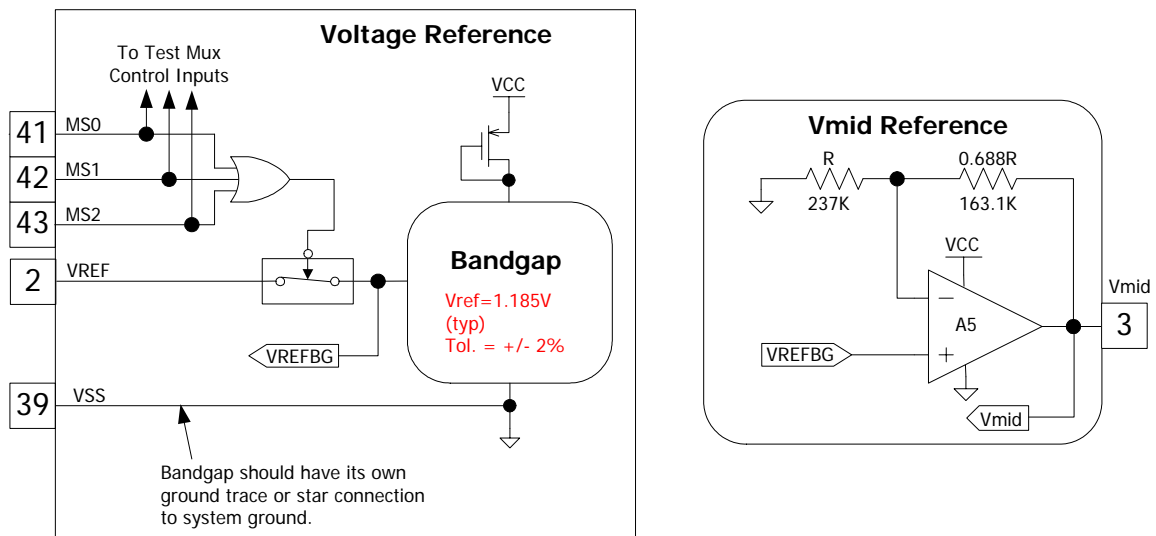 Voltage Reference
To Test Mux
Control Inputs
VCC
41
MS0
42
MS1
43
MS2
2
VREF
Bandgap
Vref=1.185V
(typ)
Tol. = +/- 2%
VREFBG
39
VSS
Bandgap should have its own
ground trace or star connection
to system ground.
Vmid Reference
R
0.688R
237K
163.1K
VCC
Vmid
A5
3
VREFBG
Vmid